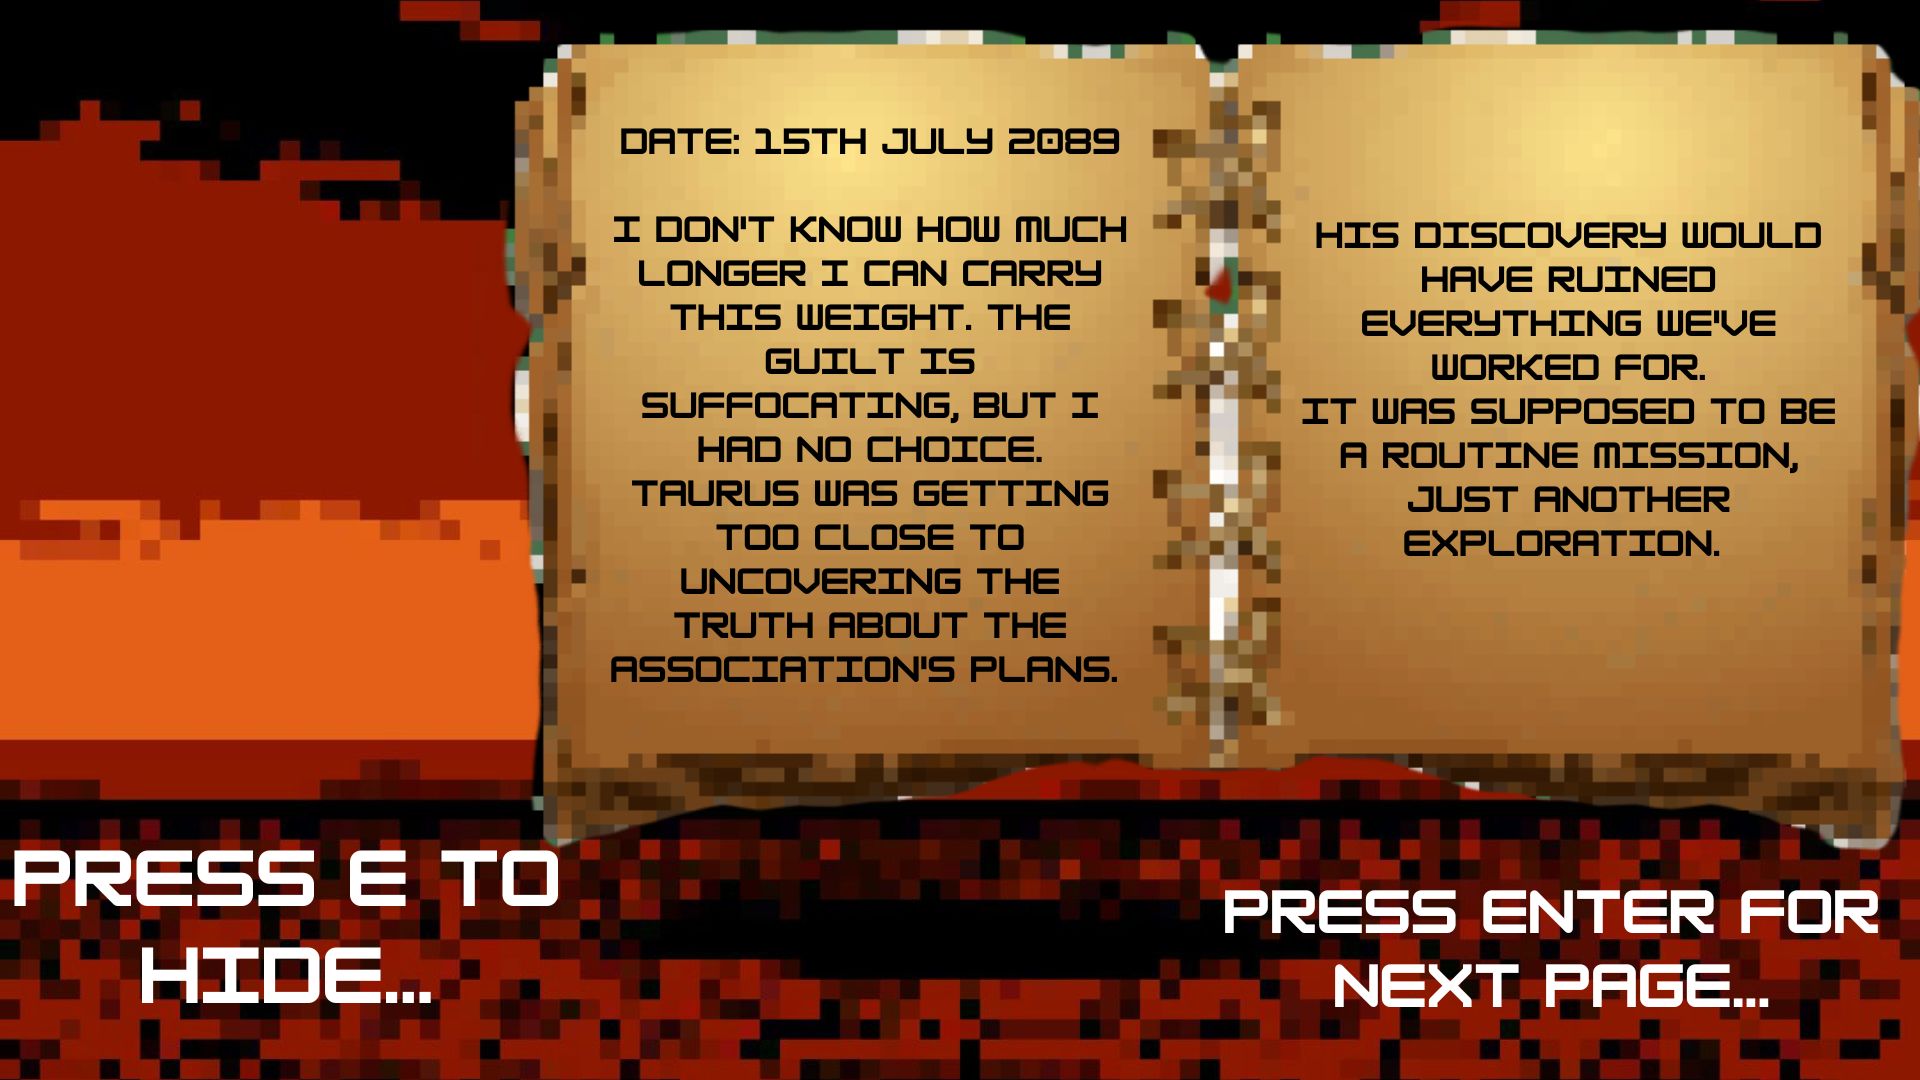 DATE: 15TH JULY 2089
I DON'T KNOW HOW MUCH
LONGER I CAN CARRY
THIS WEIGHT. THE
GUILT IS
SUFFOCATING, BUT I
HAD NO CHOICE.
TAURUS WAS GETTING
TOO CLOSE TO
UNCOVERING THE
TRUTH ABOUT THE
ASSOCIATION'S PLANS.
HIS DISCOVERY WOULD
HAVE RUINED
EVERYTHING WE'VE
WORKED FOR.
IT WAS SUPPOSED TO BE
A ROUTINE MISSION,
JUST ANOTHER
EXPLORATION.
PRESS E TO
HIDE...
PRESS ENTER FOR
NEXT PAGE...